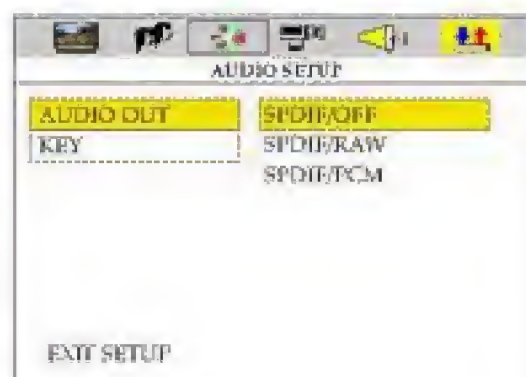 AUDIO SETUP
AUDIO OUT
SPDIF/OFF
KEY
SPDIF/RAW
SPDIF/PCM
EXIT SETUP